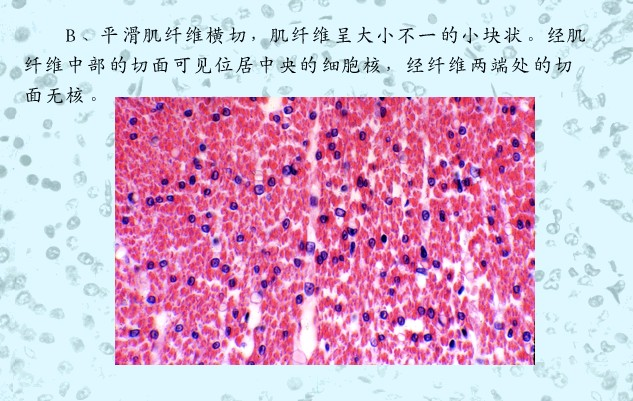 B、平滑肌纤维横切，肌纤维呈大小不一的小块状。经肌
纤维中部的切面可见位居中央的细胞核，经纤维两端处的切
面无核。